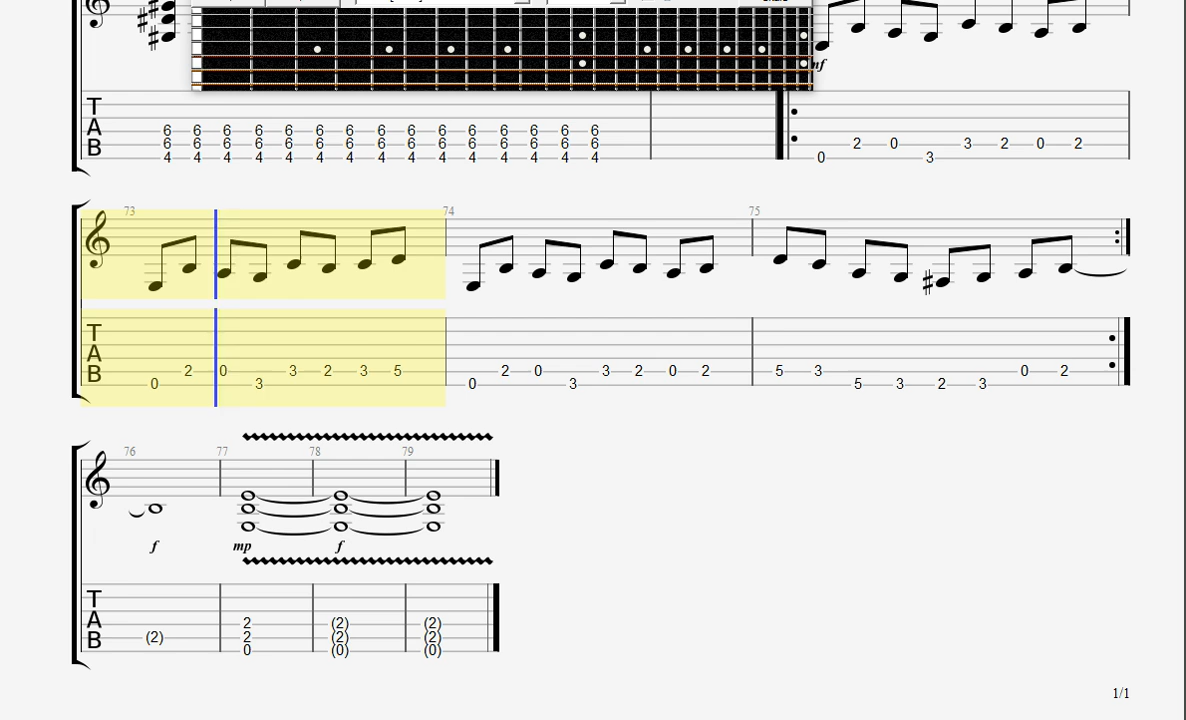 mf
T
A
B
6 6 6 6 6 6 6 6 6 6 6 6 6 6 6
6 6 6 6 6 6 6 6 6 6 6 6 6 6 6 2 0 3 2 0 2
4 4 4 4 4 4 4 4 4 4 4 4 4 4 4 0 3
73 74 75
T
A
B
2 0 3 2 3 5 2 0 3 2 0 2 5 3 0 2
0 3 0 3 5 3 2 3
76 77 78 79
f mp f
T
A
B
2 (2) (2)
(2) 2 (2) (2)
0 (0) (0)
1/1